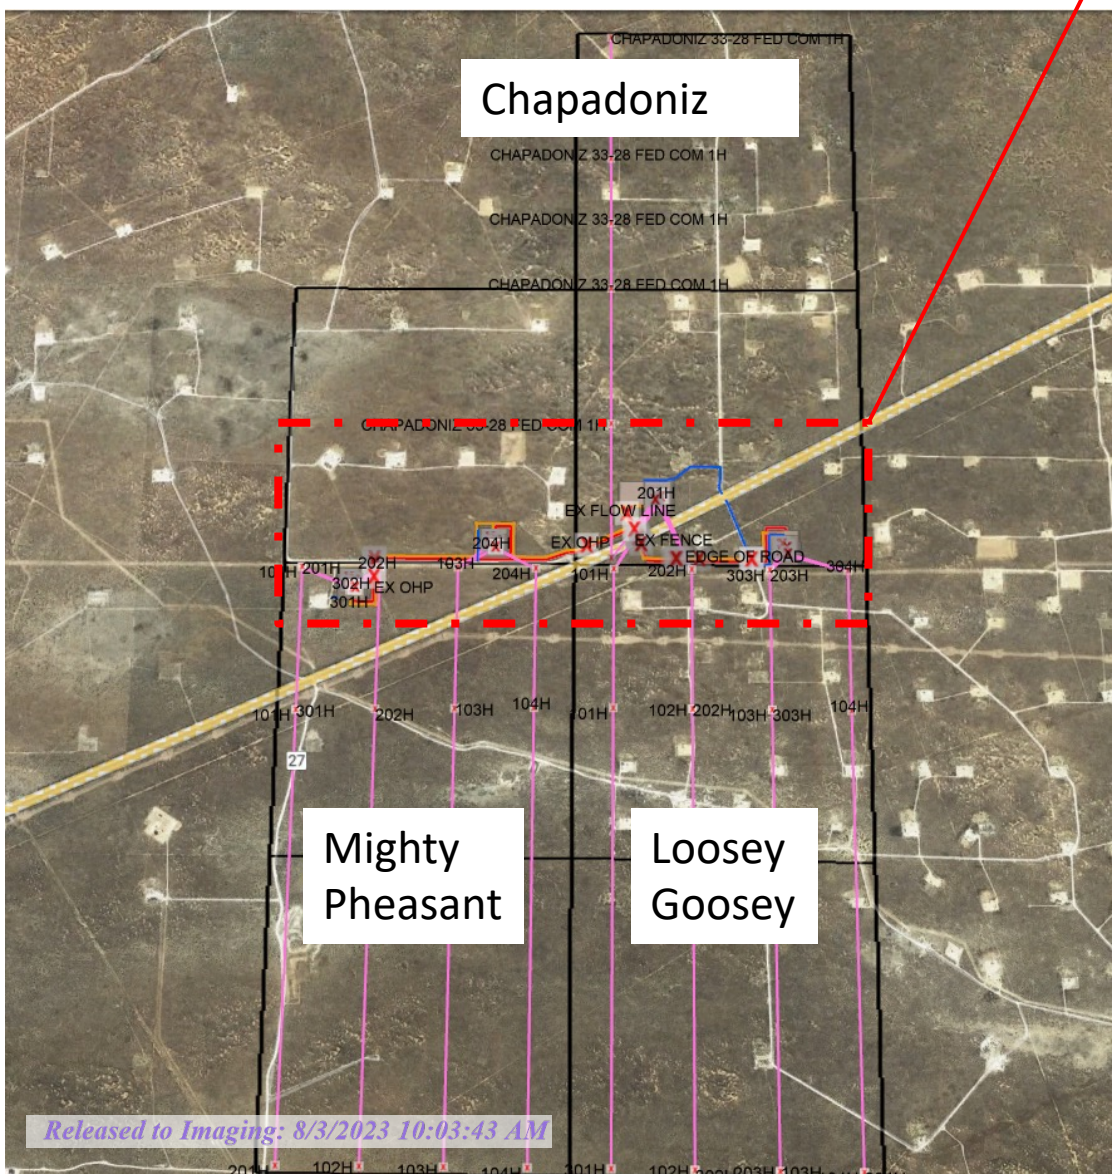 CHAPADONIZ 33-28 FED COM 1H
Chapadoniz
CHAPADONIZ 33-28 FED COM 1H
CHAPADONIZ 33-28 FED COM 1H
CHAPADONIZ 33-28 FED COM 1H
CHAPADONIZ 33-28 FED COM 1H
201H
EX FLOW LINE
204H
EX OHP
EX FENCE
EDGE OF ROAD
202H
103H
201H
204H
101H
202H
303H
203H
304H
302H
EX OHP
301H
101H
301H
202H
103H
104H
101H
102H
202H
103H
303H
104H
27
Mighty
Pheasant
Loosey
Goosey
Released to Imaging: 8/3/2023 10:03:43 AM
201H
102H
103H
104H
301H
102H
203H
103H